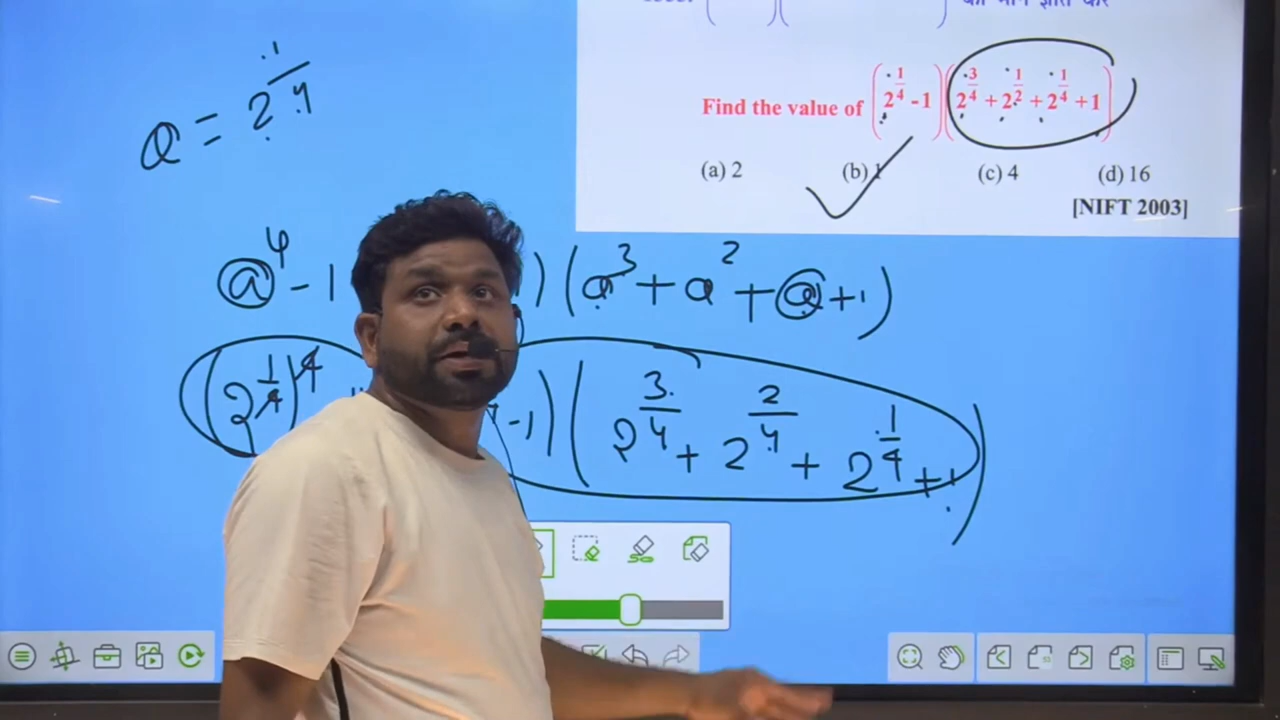 का मान ज्ञात करें
Find the value of (2^{1/4} - 1)(2^{3/4} + 2^{1/2} + 2^{1/4} + 1)
(a) 2 (b) 1 (c) 4 (d) 16
[NIFT 2003]
a = 2^{1/4}
a^4 - 1 ) (a^3 + a^2 + a + 1)
(2^{1/4})^4 -1) (2^{3/4} + 2^{2/4} + 2^{1/4} + 1)